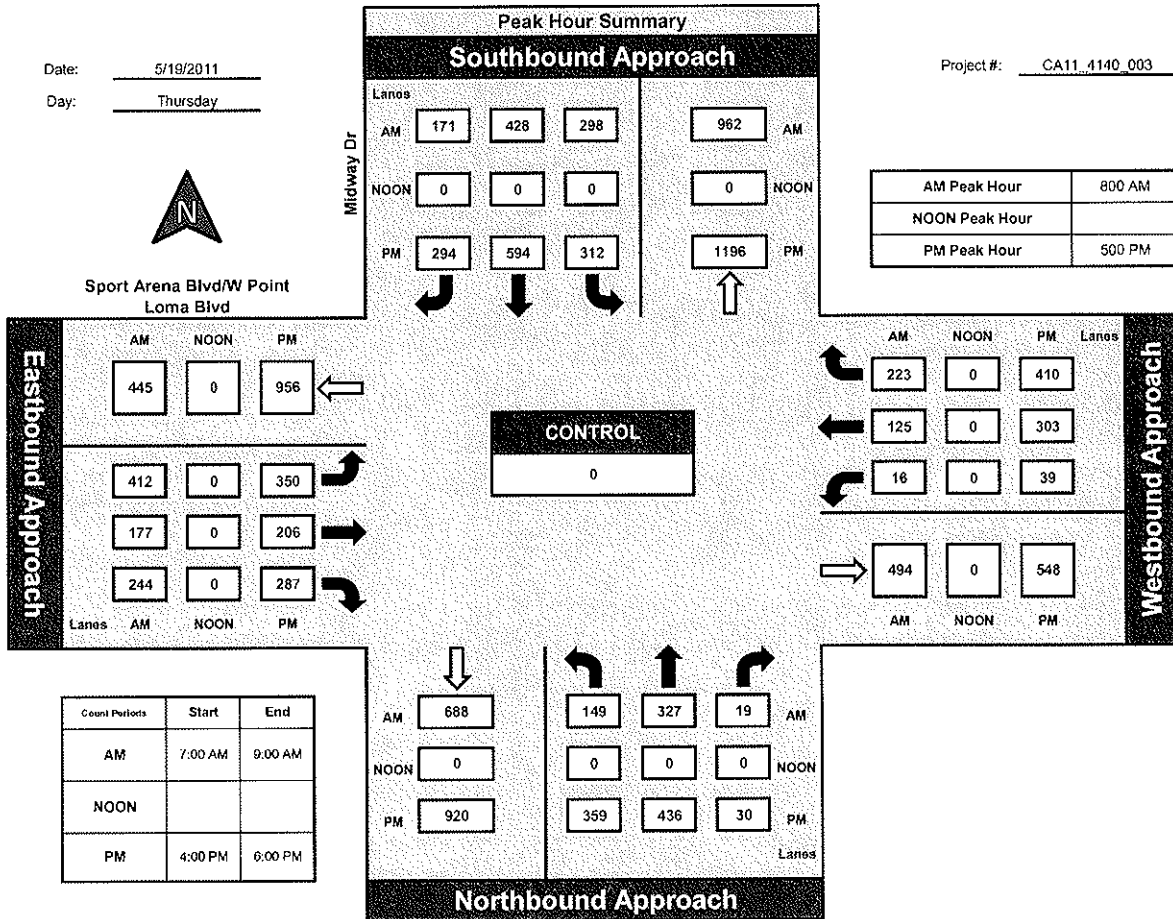 Peak Hour Summary
Southbound Approach
Date: 5/19/2011
Day: Thursday
Project #: CA11_4140_003
N
Sport Arena Blvd/W Point
Loma Blvd
Midway Dr
Lanes
AM 171 428 298 962 AM
NOON 0 0 0 0 NOON
PM 294 594 312 1196 PM
AM Peak Hour 800 AM
NOON Peak Hour
PM Peak Hour 500 PM
Eastbound Approach
AM NOON PM
445 0 956
412 0 350
177 0 206
244 0 287
Lanes AM NOON PM
CONTROL
0
AM NOON PM Lanes
223 0 410
125 0 303
16 0 39
494 0 548
AM NOON PM
Westbound Approach
Count Periods Start End
AM 7:00 AM 9:00 AM
NOON
PM 4:00 PM 6:00 PM
AM 688 149 327 19 AM
NOON 0 0 0 0 NOON
PM 920 359 436 30 PM
Lanes
Northbound Approach